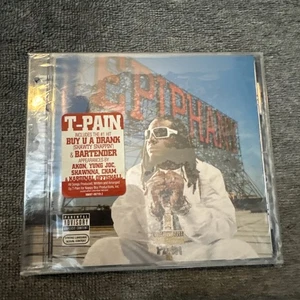 EPIPHANY
T-PAIN
INCLUDES THE #1 HIT
BUY U A DRANK
(SHAWTY SNAPPIN')
& BARTENDER
APPEARANCES BY
AKON, YUNG JOC,
SHAWNNA, CHAM
& KARDINAL OFFISHALL
PARENTAL
ADVISORY
EXPLICIT CONTENT